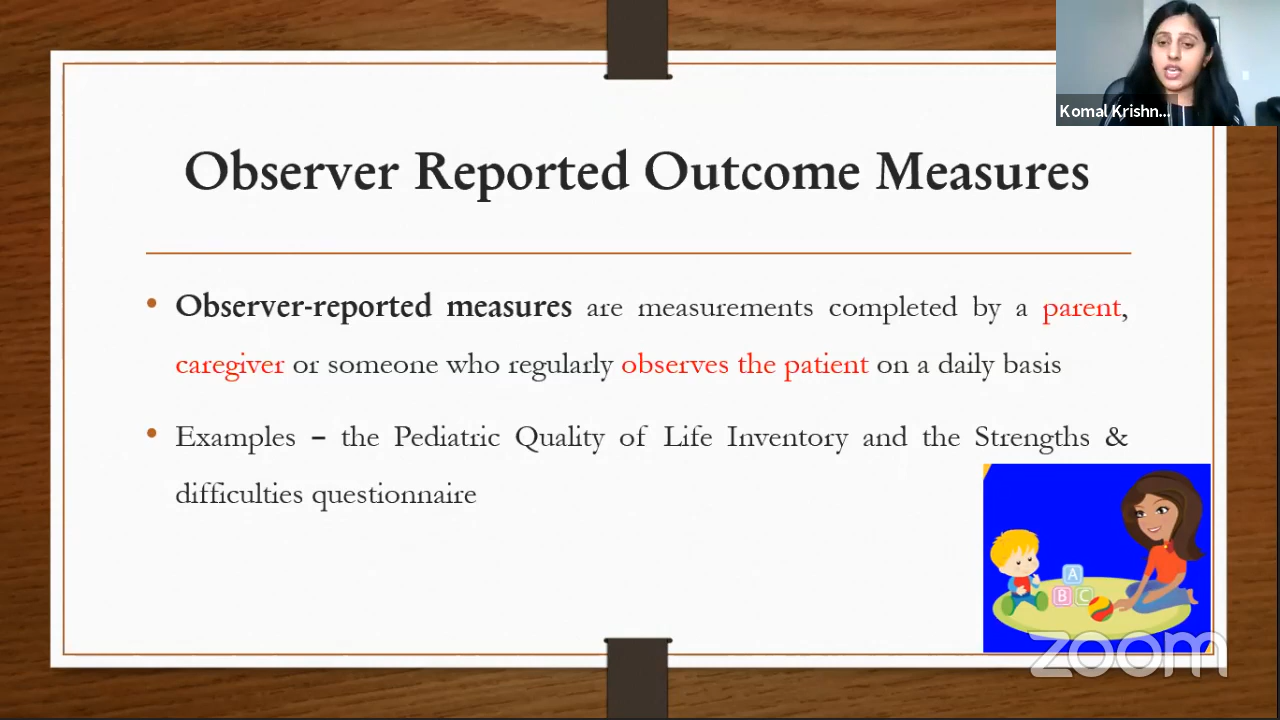 Komal Krishn...
Observer Reported Outcome Measures
• Observer-reported measures are measurements completed by a parent,
caregiver or someone who regularly observes the patient on a daily basis
• Examples – the Pediatric Quality of Life Inventory and the Strengths &
difficulties questionnaire
A
B C
zoom